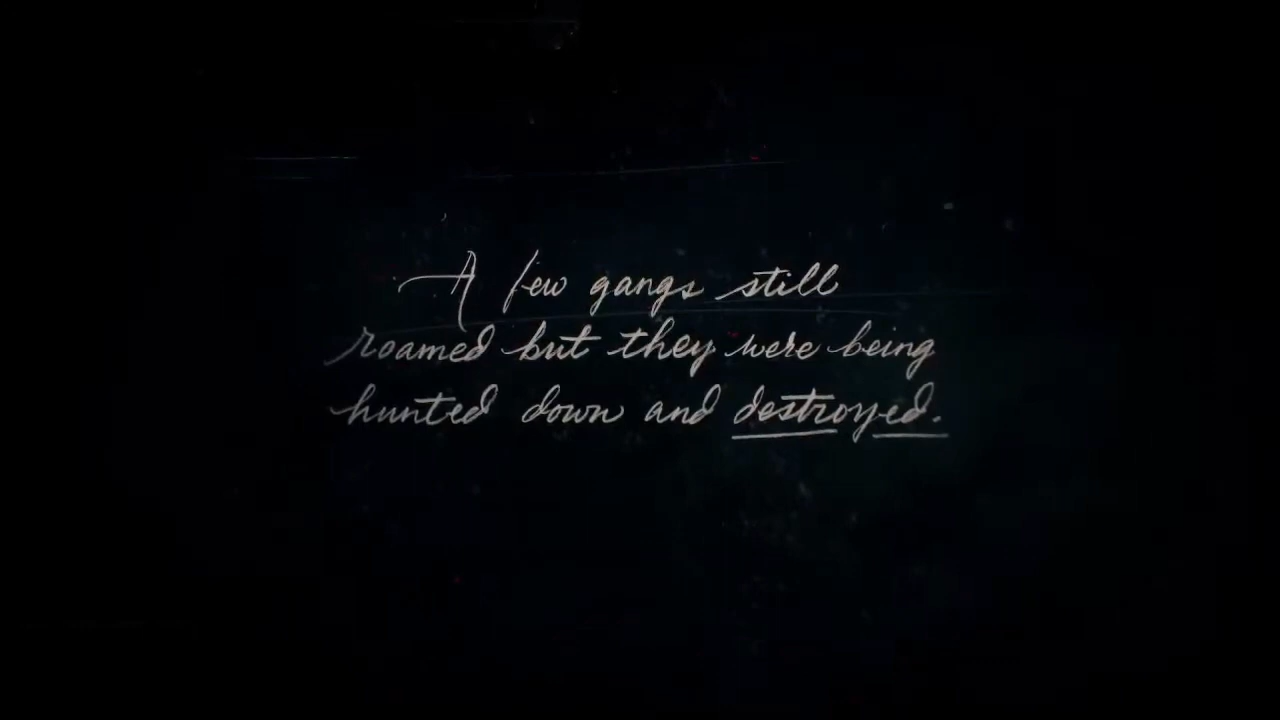 A few gangs still
roamed but they were being
hunted down and destroyed.